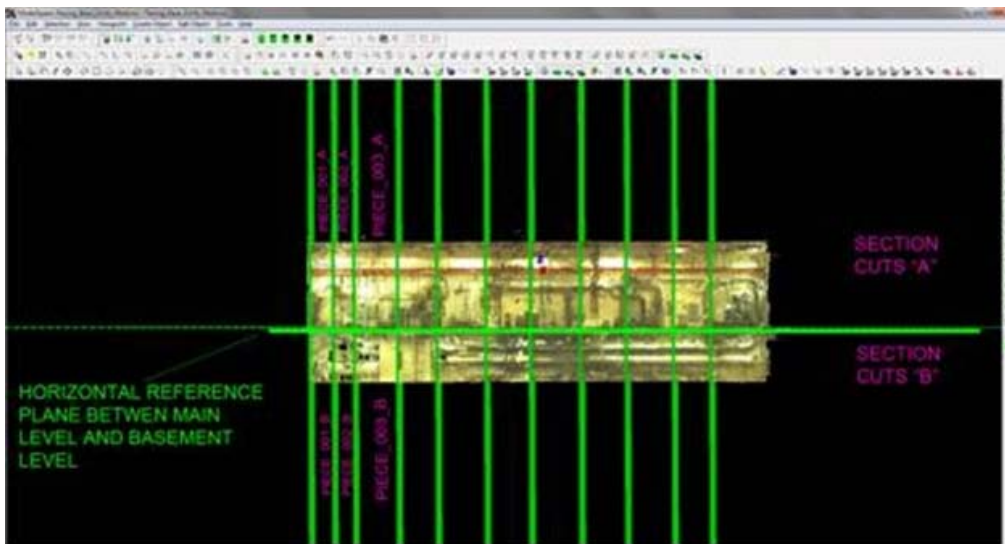 PIECE_001_A
PIECE_002_A
PIECE_003_A
SECTION
CUTS "A"
SECTION
CUTS "B"
HORIZONTAL REFERENCE
PLANE BETWEN MAIN
LEVEL AND BASEMENT
LEVEL
PIECE_001_B
PIECE_002_B
PIECE_003_B